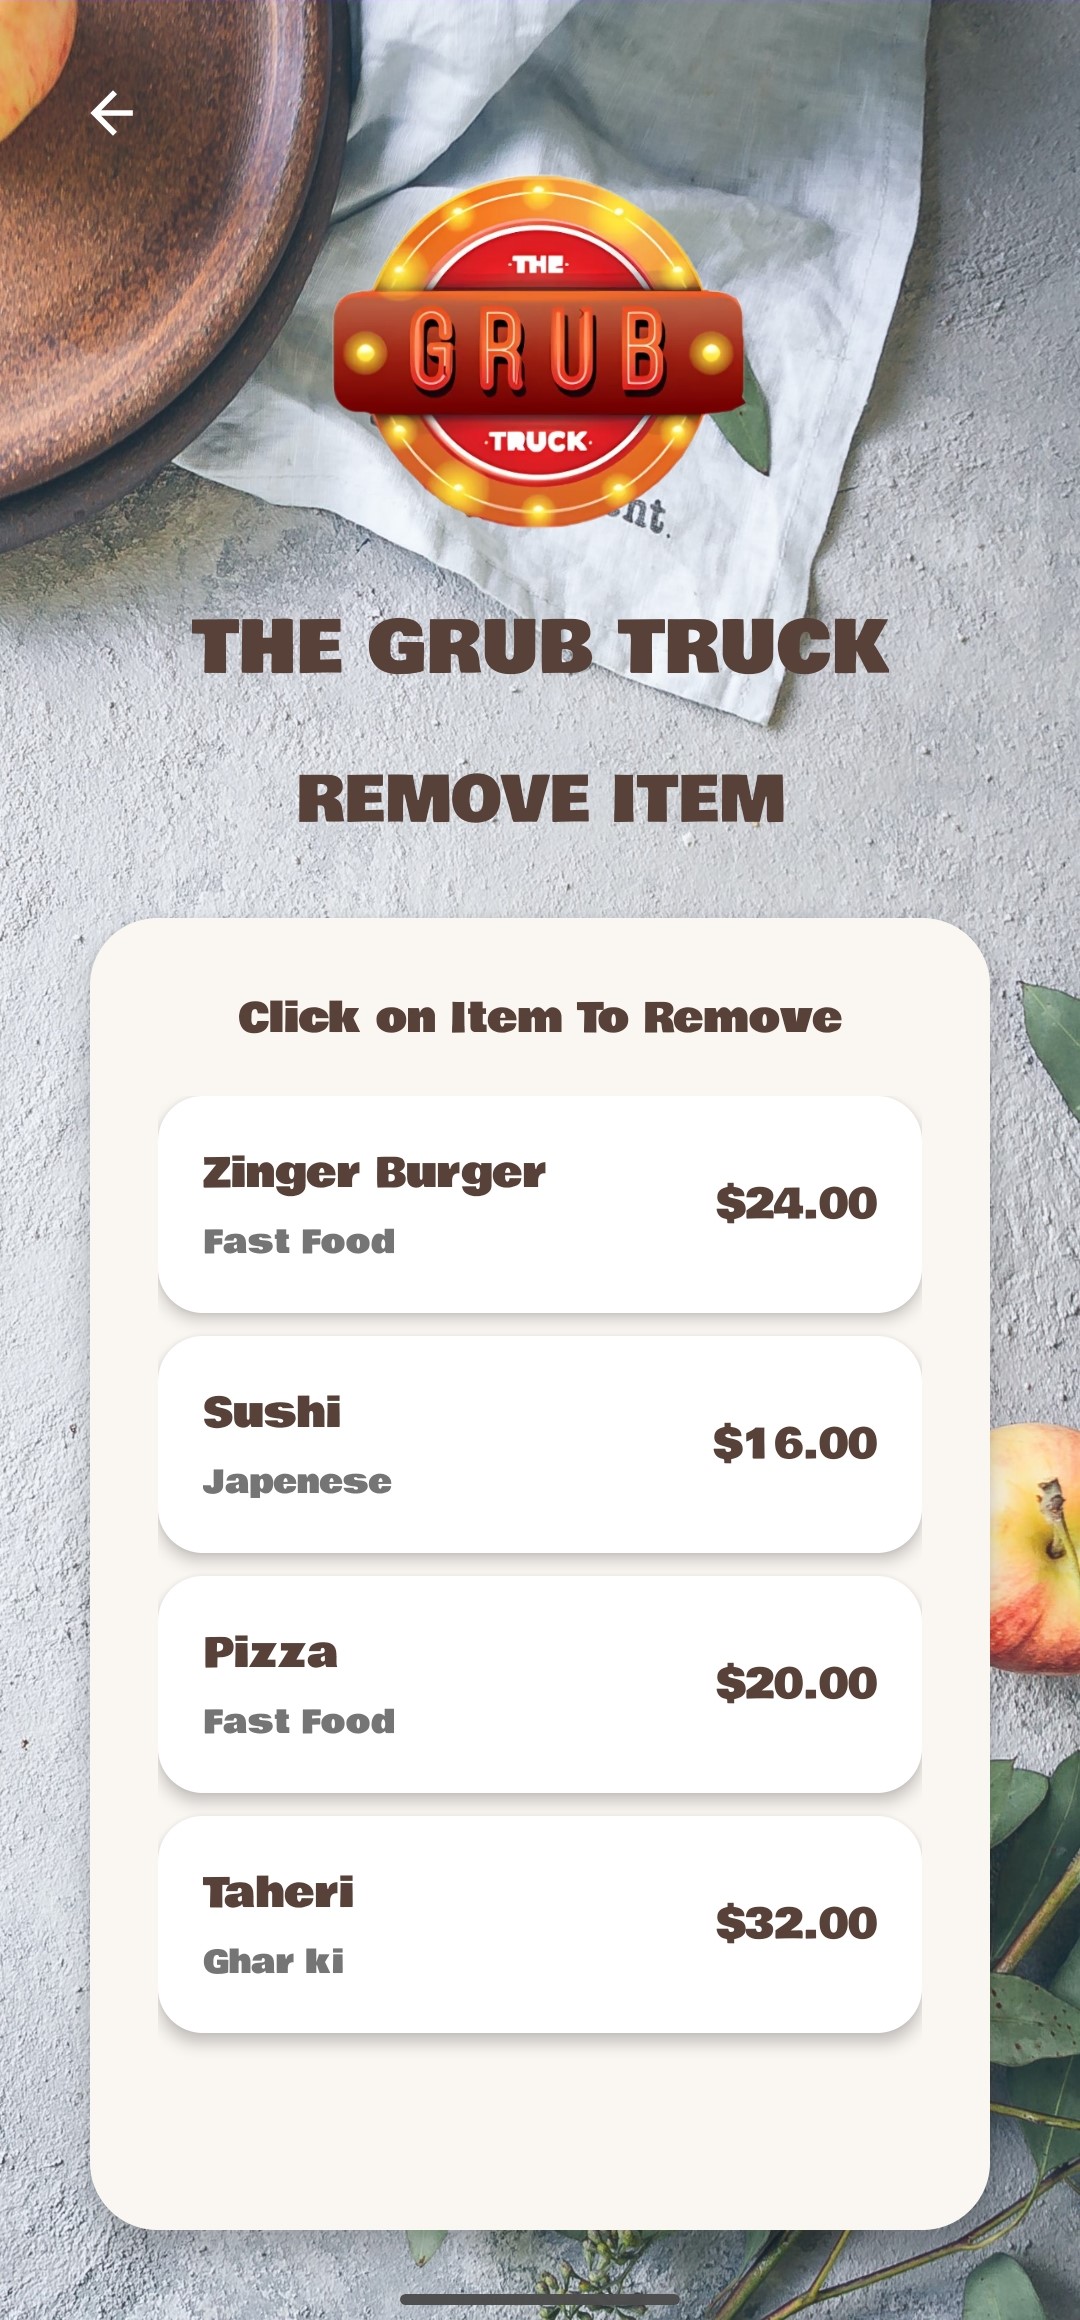 THE
GRUB
TRUCK
THE GRUB TRUCK
REMOVE ITEM
Click on Item To Remove
Zinger Burger
Fast Food
$24.00
Sushi
Japenese
$16.00
Pizza
Fast Food
$20.00
Taheri
Ghar ki
$32.00